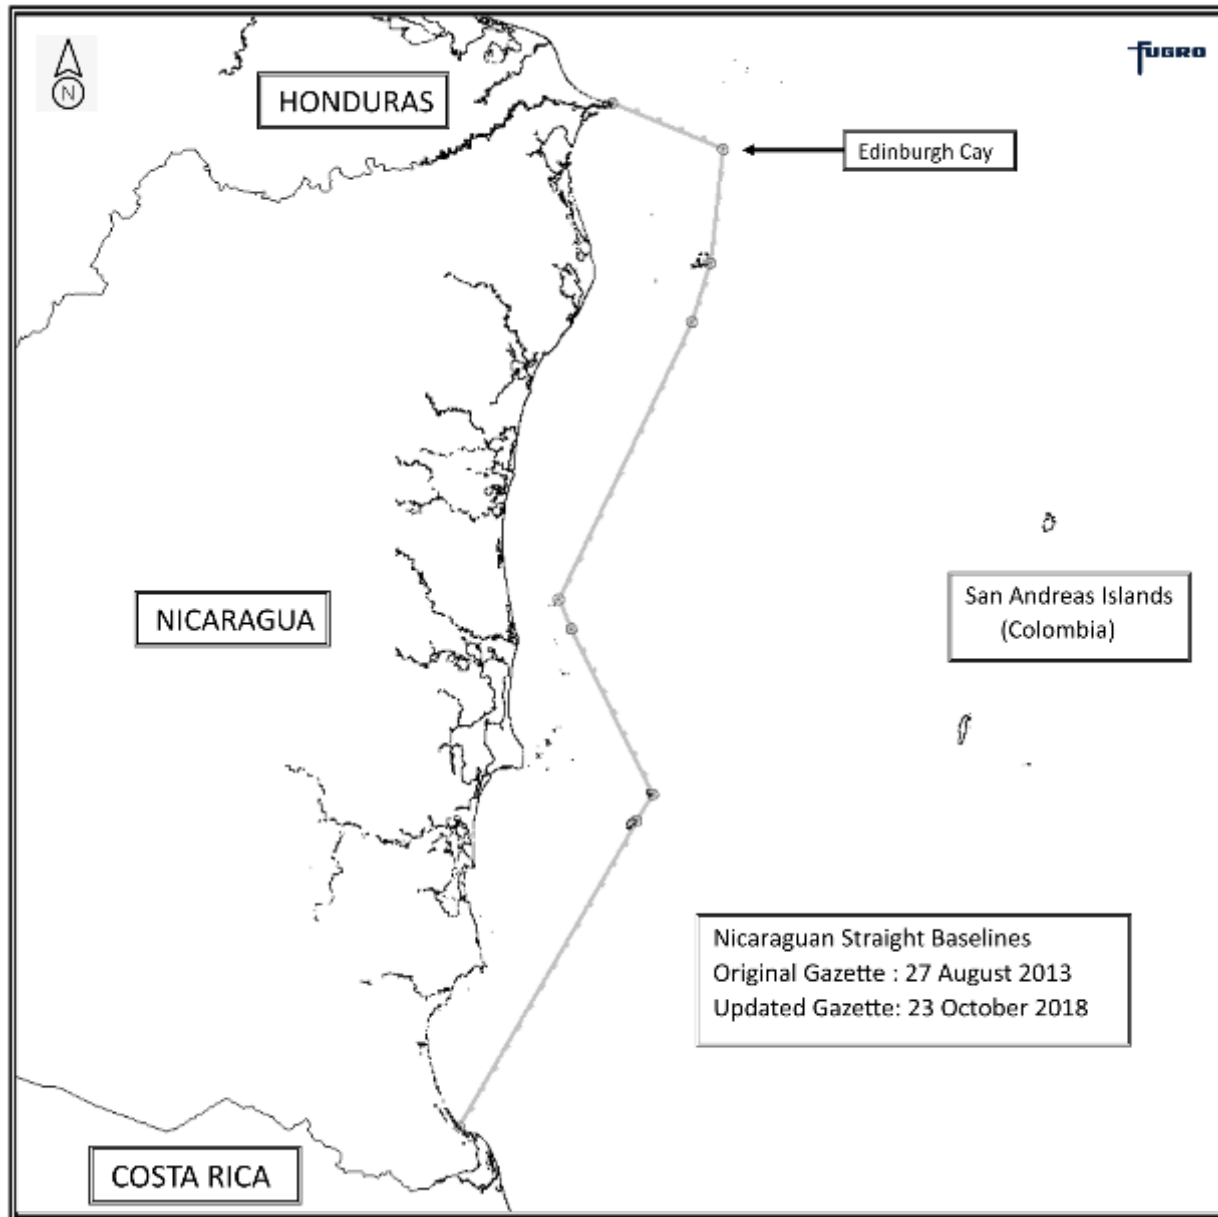 N
FUGRO
HONDURAS
Edinburgh Cay
San Andreas Islands
(Colombia)
NICARAGUA
Nicaraguan Straight Baselines
Original Gazette : 27 August 2013
Updated Gazette: 23 October 2018
COSTA RICA